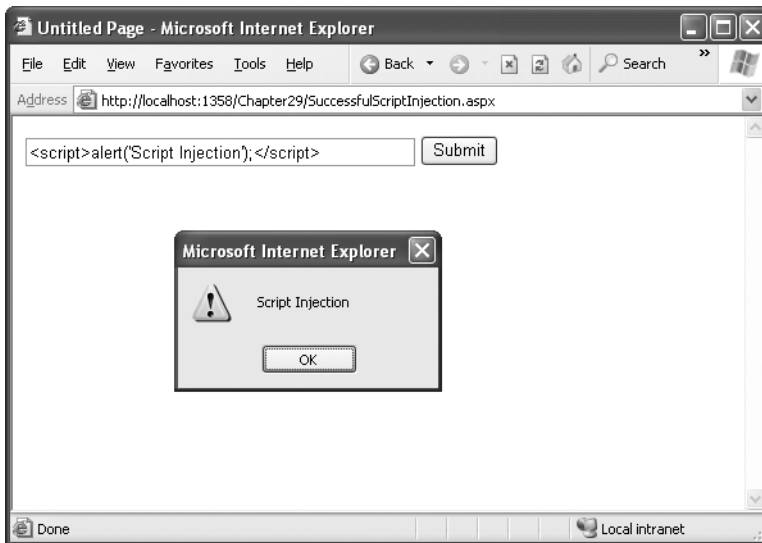 Untitled Page - Microsoft Internet Explorer
File Edit View Favorites Tools Help Back Search »
Address http://localhost:1358/Chapter29/SuccessfulScriptInjection.aspx
<script>alert('Script Injection');</script> Submit
Microsoft Internet Explorer
Script Injection
OK
Done Local intranet